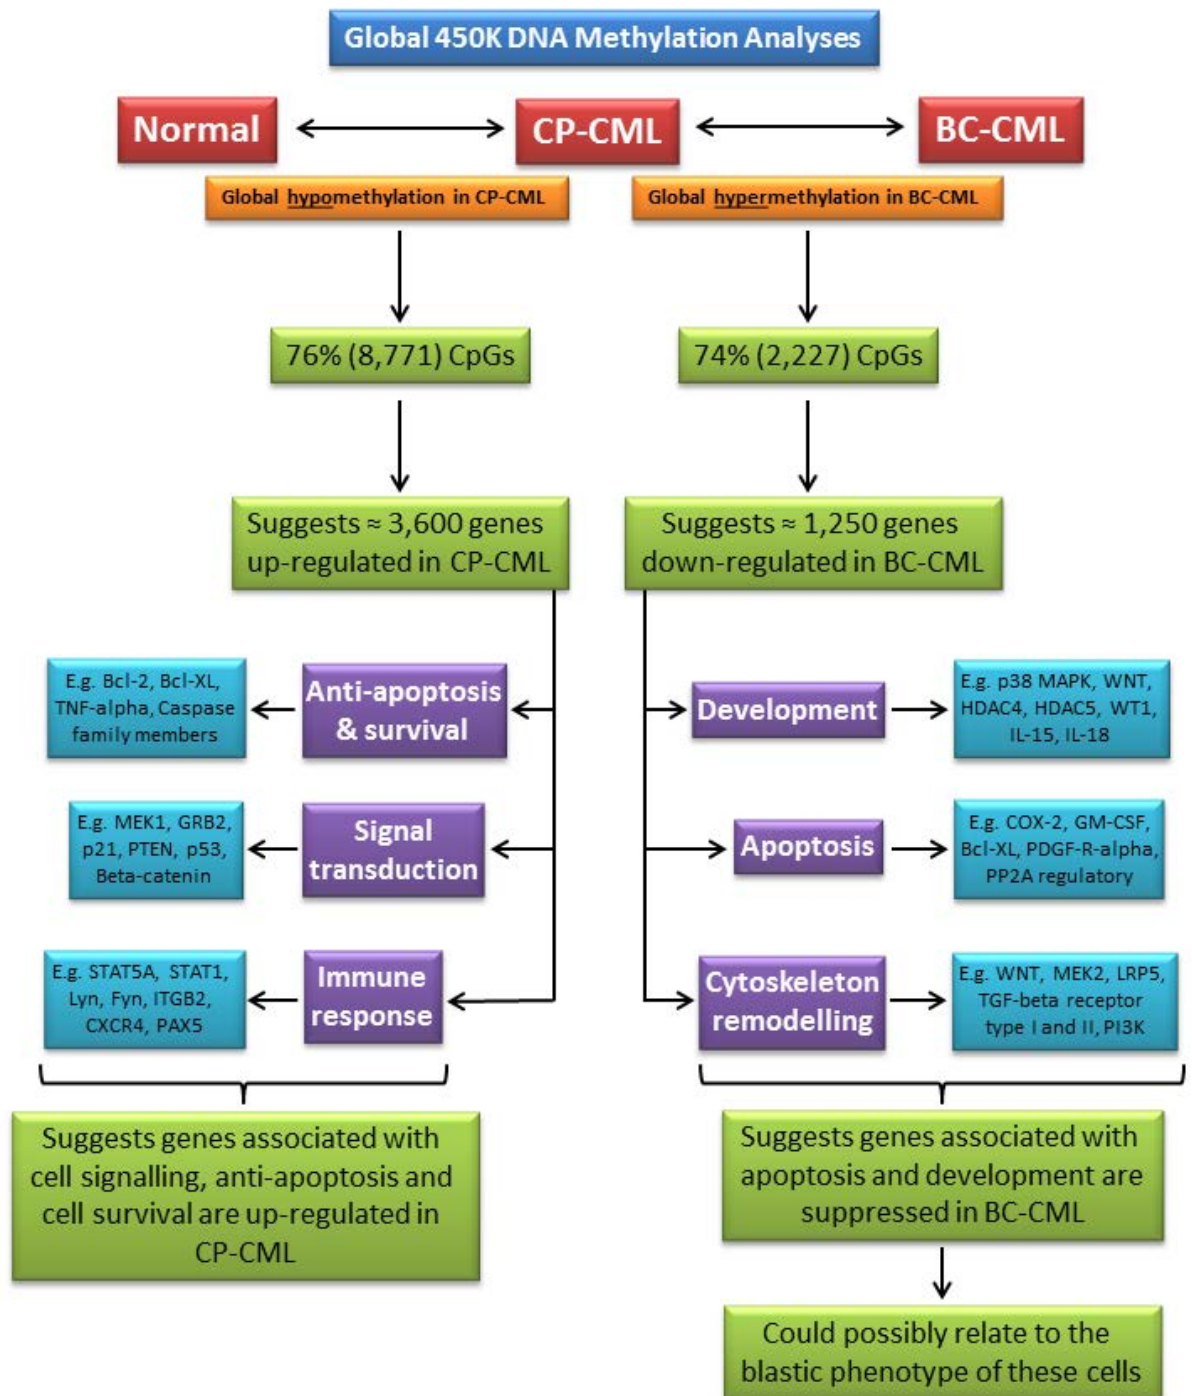 Global 450K DNA Methylation Analyses
Normal
CP-CML
BC-CML
Global hypomethylation in CP-CML
Global hypermethylation in BC-CML
76% (8,771) CpGs
74% (2,227) CpGs
Suggests ≈ 3,600 genes
up-regulated in CP-CML
Suggests ≈ 1,250 genes
down-regulated in BC-CML
E.g. Bcl-2, Bcl-XL,
TNF-alpha, Caspase
family members
Anti-apoptosis
& survival
Development
E.g. p38 MAPK, WNT,
HDAC4, HDAC5, WT1,
IL-15, IL-18
E.g. MEK1, GRB2,
p21, PTEN, p53,
Beta-catenin
Signal
transduction
Apoptosis
E.g. COX-2, GM-CSF,
Bcl-XL, PDGF-R-alpha,
PP2A regulatory
E.g. STAT5A, STAT1,
Lyn, Fyn, ITGB2,
CXCR4, PAX5
Immune
response
Cytoskeleton
remodelling
E.g. WNT, MEK2, LRP5,
TGF-beta receptor
type I and II, PI3K
Suggests genes associated with
cell signalling, anti-apoptosis and
cell survival are up-regulated in
CP-CML
Suggests genes associated with
apoptosis and development are
suppressed in BC-CML
Could possibly relate to the
blastic phenotype of these cells